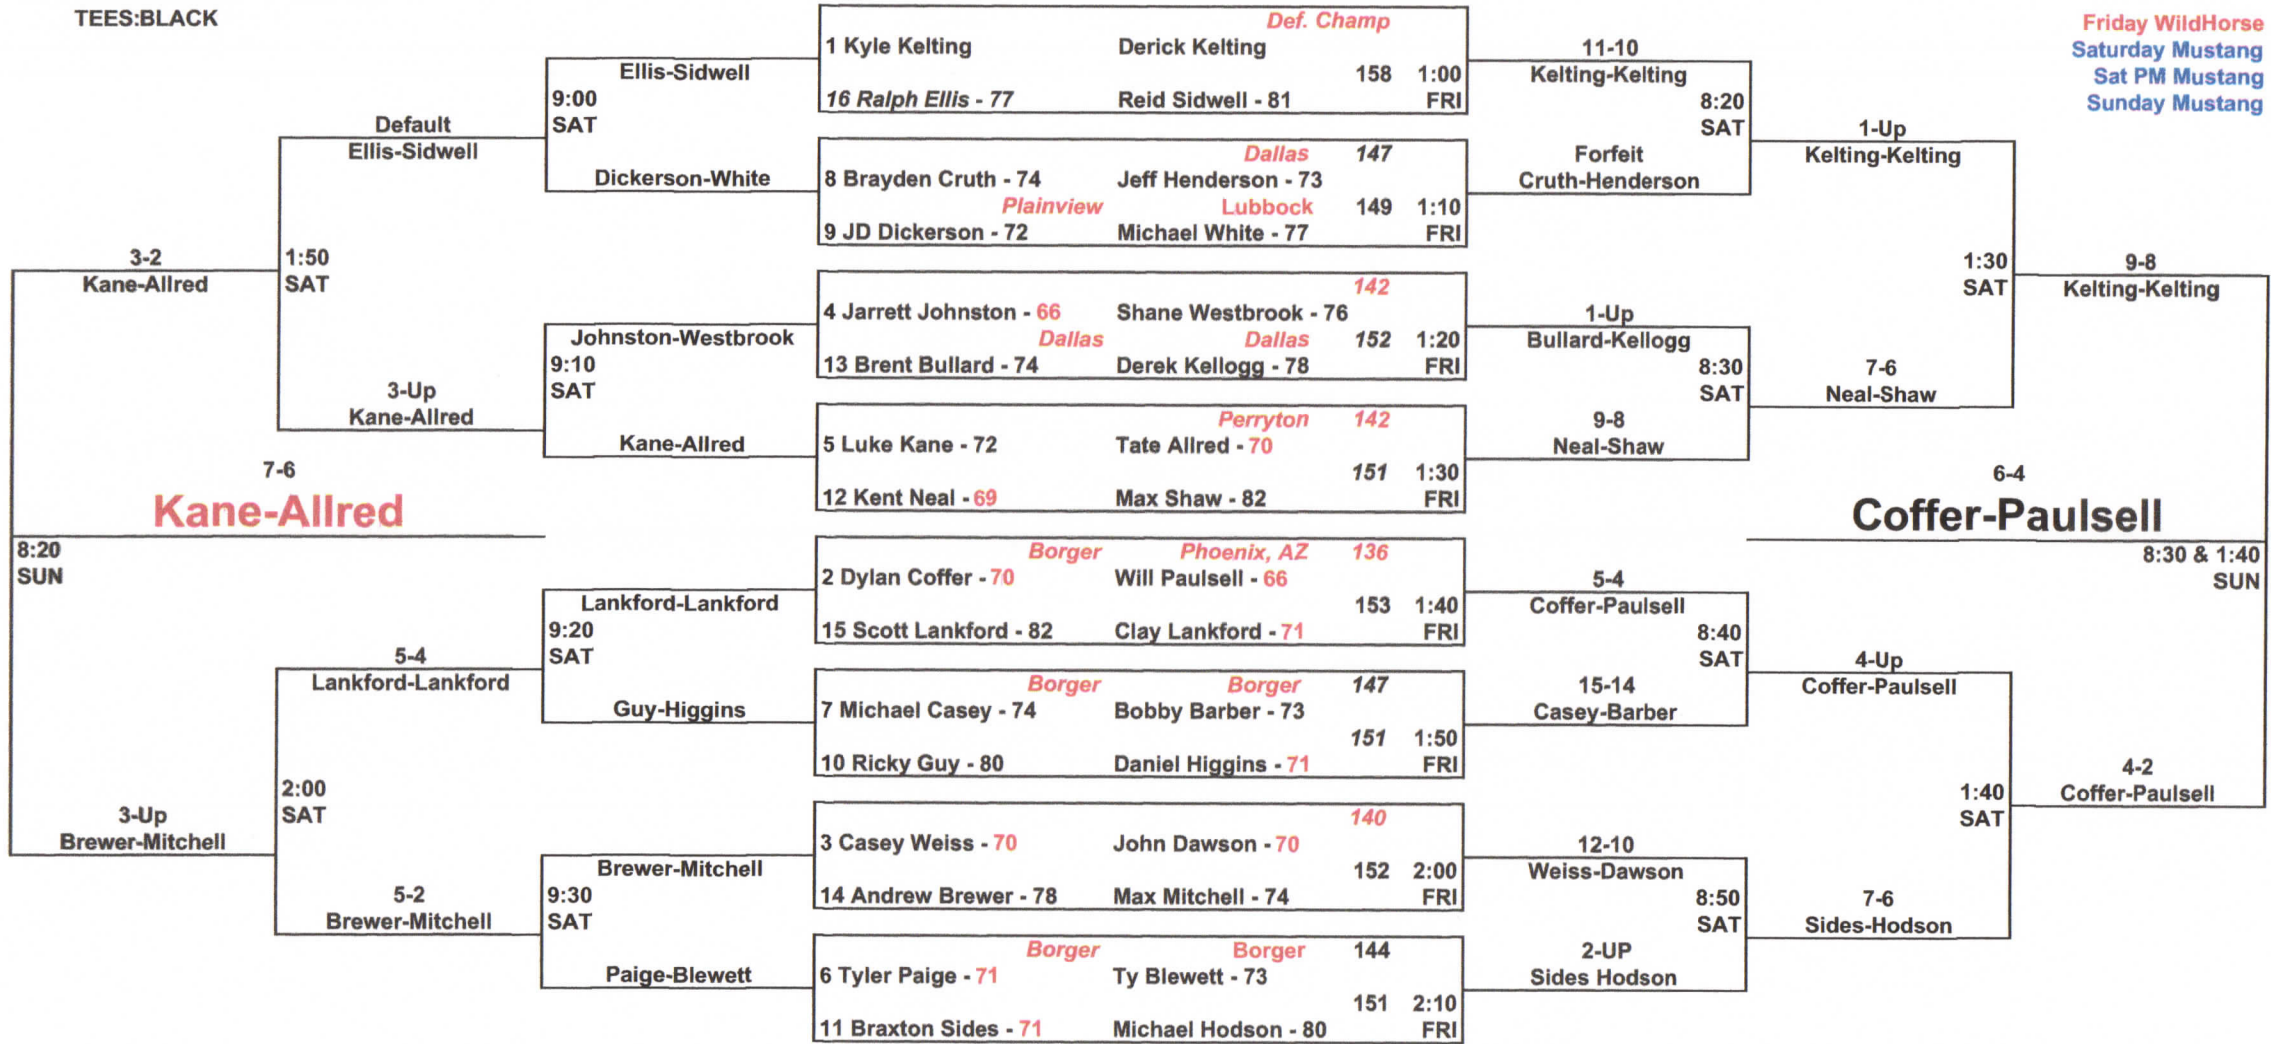 TEES:BLACK
Friday WildHorse
Saturday Mustang
Sat PM Mustang
Sunday Mustang
Def. Champ
1 Kyle Kelting Derick Kelting
158 1:00
16 Ralph Ellis - 77 Reid Sidwell - 81 FRI
Dallas 147
8 Brayden Cruth - 74 Jeff Henderson - 73
Plainview Lubbock 149 1:10
9 JD Dickerson - 72 Michael White - 77 FRI
142
4 Jarrett Johnston - 66 Shane Westbrook - 76
Dallas Dallas 152 1:20
13 Brent Bullard - 74 Derek Kellogg - 78 FRI
Perryton 142
5 Luke Kane - 72 Tate Allred - 70
151 1:30
12 Kent Neal - 69 Max Shaw - 82 FRI
Borger Phoenix, AZ 136
2 Dylan Coffer - 70 Will Paulsell - 66
153 1:40
15 Scott Lankford - 82 Clay Lankford - 71 FRI
Borger Borger 147
7 Michael Casey - 74 Bobby Barber - 73
151 1:50
10 Ricky Guy - 80 Daniel Higgins - 71 FRI
140
3 Casey Weiss - 70 John Dawson - 70
152 2:00
14 Andrew Brewer - 78 Max Mitchell - 74 FRI
Borger Borger 144
6 Tyler Paige - 71 Ty Blewett - 73
151 2:10
11 Braxton Sides - 71 Michael Hodson - 80 FRI
Ellis-Sidwell
9:00
SAT
Dickerson-White
Johnston-Westbrook
9:10
SAT
Kane-Allred
Lankford-Lankford
9:20
SAT
Guy-Higgins
Brewer-Mitchell
9:30
SAT
Paige-Blewett
Default
Ellis-Sidwell
1:50
SAT
3-Up
Kane-Allred
5-4
Lankford-Lankford
2:00
SAT
5-2
Brewer-Mitchell
3-2
Kane-Allred
7-6
Kane-Allred
8:20
SUN
3-Up
Brewer-Mitchell
11-10
Kelting-Kelting
8:20
SAT
Forfeit
Cruth-Henderson
1-Up
Bullard-Kellogg
8:30
SAT
9-8
Neal-Shaw
5-4
Coffer-Paulsell
8:40
SAT
15-14
Casey-Barber
12-10
Weiss-Dawson
8:50
SAT
2-UP
Sides Hodson
1-Up
Kelting-Kelting
1:30
SAT
7-6
Neal-Shaw
4-Up
Coffer-Paulsell
1:40
SAT
7-6
Sides-Hodson
9-8
Kelting-Kelting
6-4
Coffer-Paulsell
8:30 & 1:40
SUN
4-2
Coffer-Paulsell